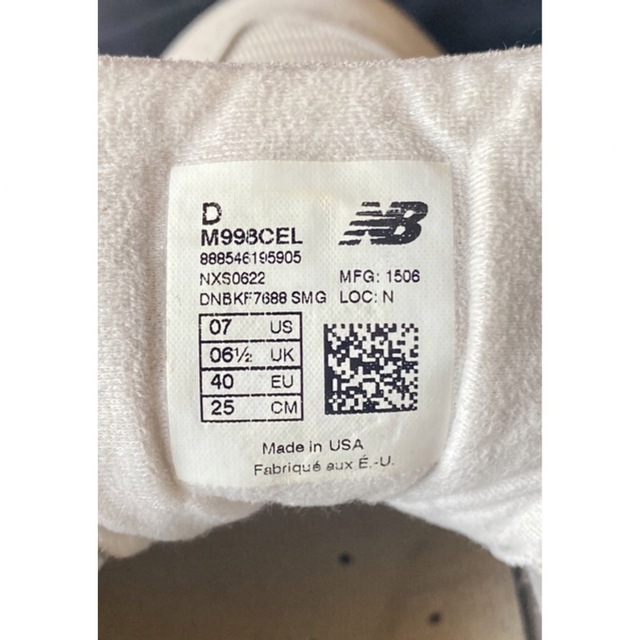 D
M998CEL
NB
888546195905
NXS0622 MFG: 1506
DNBKF7688 SMG LOC: N
07 US
06½ UK
40 EU
25 CM
Made in USA
Fabriqué aux É.-U.